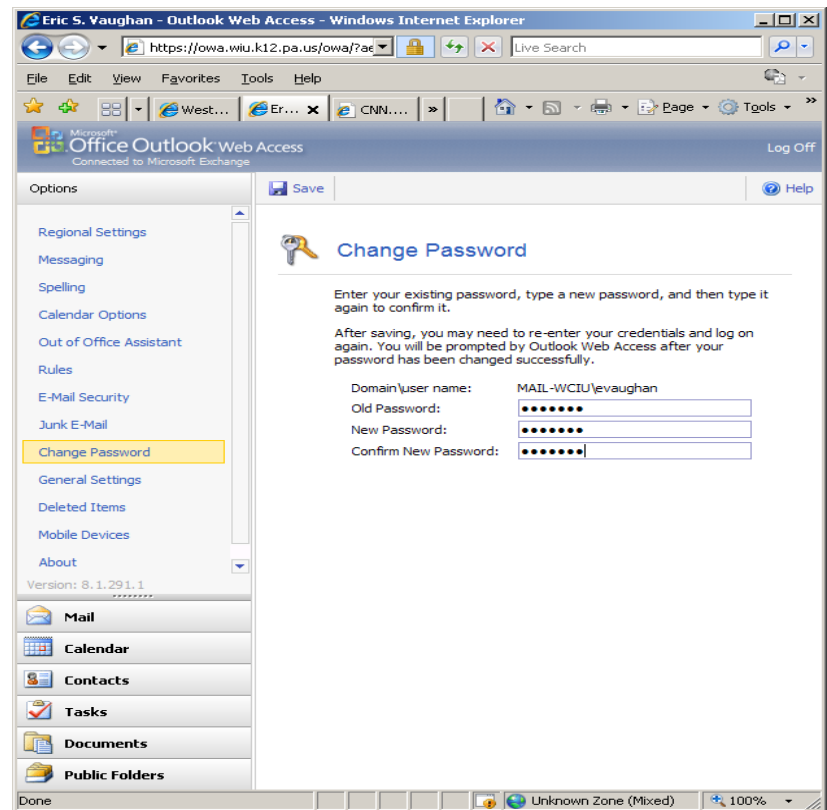 Eric S. Vaughan - Outlook Web Access - Windows Internet Explorer
https://owa.wiu.k12.pa.us/owa/?ae
Live Search
File Edit View Favorites Tools Help
West... Er... CNN.... » Page Tools »
Microsoft
Office Outlook Web Access
Connected to Microsoft Exchange
Log Off
Options
Save
Help
Regional Settings
Messaging
Spelling
Calendar Options
Out of Office Assistant
Rules
E-Mail Security
Junk E-Mail
Change Password
General Settings
Deleted Items
Mobile Devices
About
Version: 8.1.291.1
Mail
Calendar
Contacts
Tasks
Documents
Public Folders
Change Password
Enter your existing password, type a new password, and then type it
again to confirm it.
After saving, you may need to re-enter your credentials and log on
again. You will be prompted by Outlook Web Access after your
password has been changed successfully.
Domain\user name: MAIL-WCIU\evaughan
Old Password: •••••••
New Password: •••••••
Confirm New Password: •••••••
Done
Unknown Zone (Mixed)
100%